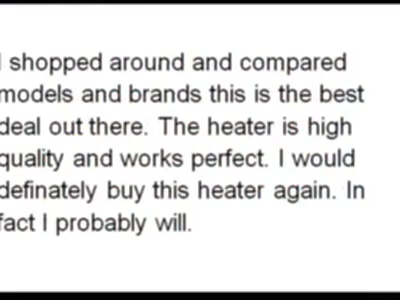 I shopped around and compared
models and brands this is the best
deal out there. The heater is high
quality and works perfect. I would
definately buy this heater again. In
fact I probably will.